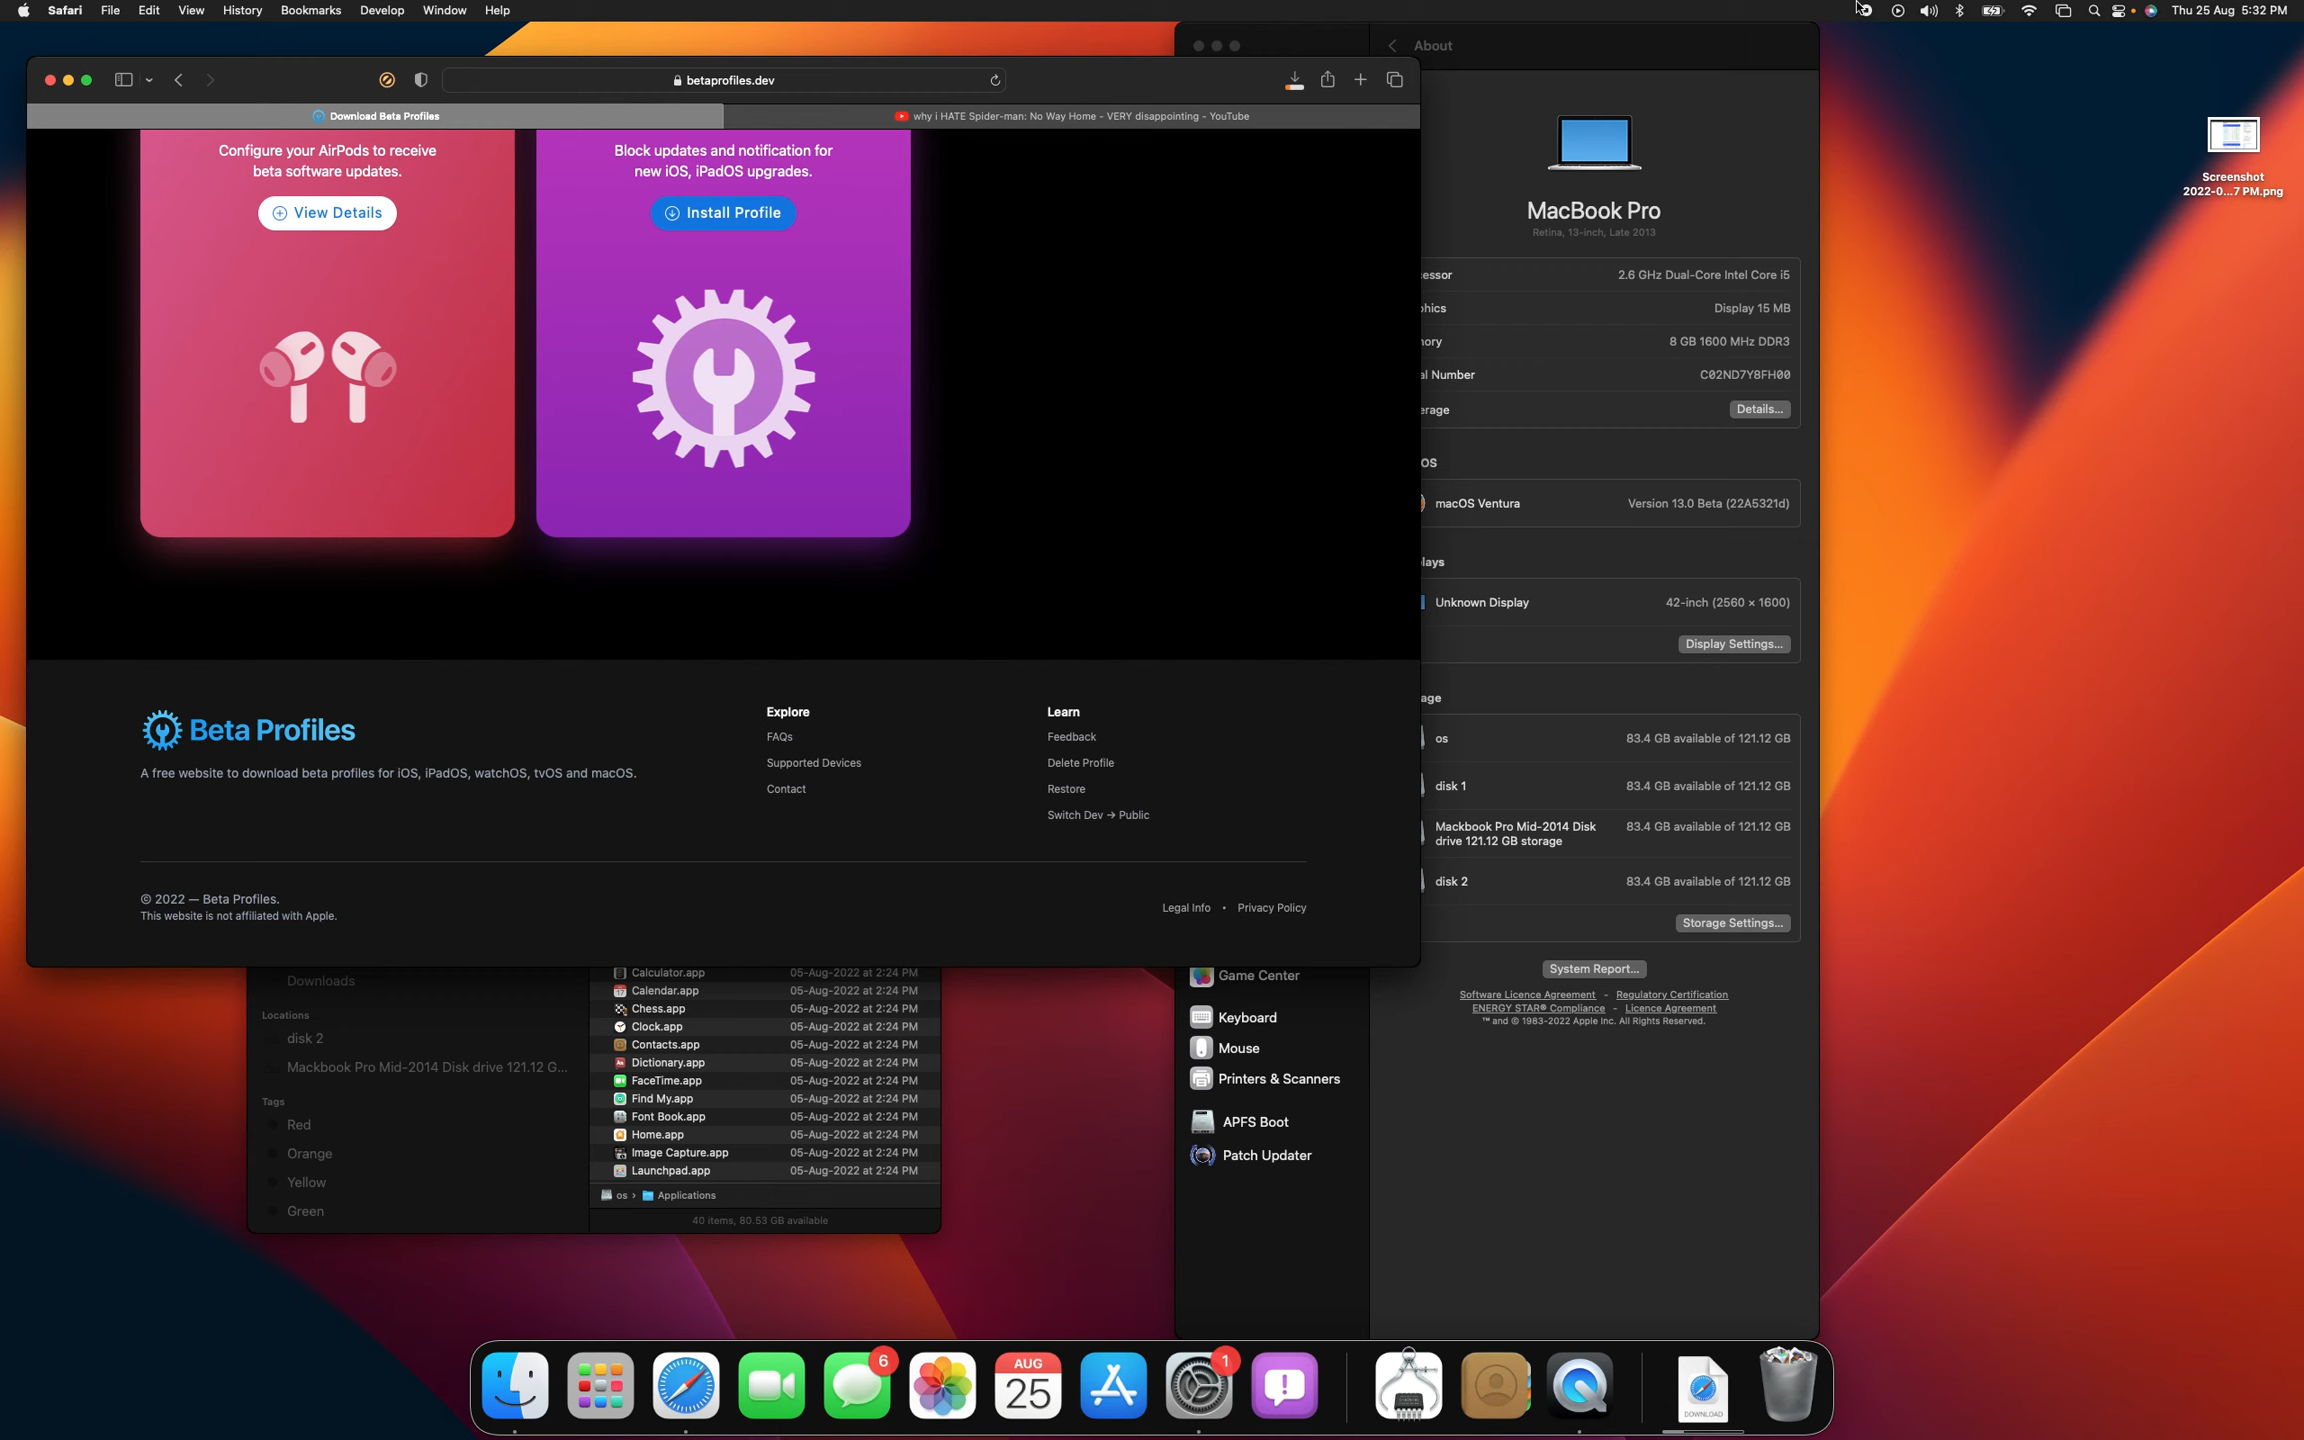 Safari File Edit View History Bookmarks Develop Window Help
Thu 25 Aug 5:32 PM
betaprofiles.dev
Download Beta Profiles
why i HATE Spider-man: No Way Home - VERY disappointing - YouTube
Configure your AirPods to receive
beta software updates.
View Details
Block updates and notification for
new iOS, iPadOS upgrades.
Install Profile
Beta Profiles
A free website to download beta profiles for iOS, iPadOS, watchOS, tvOS and macOS.
Explore
FAQs
Supported Devices
Contact
Learn
Feedback
Delete Profile
Restore
Switch Dev → Public
© 2022 — Beta Profiles.
This website is not affiliated with Apple.
Legal Info • Privacy Policy
About
MacBook Pro
Retina, 13-inch, Late 2013
essor 2.6 GHz Dual-Core Intel Core i5
phics Display 15 MB
nory 8 GB 1600 MHz DDR3
al Number C02ND7Y8FH00
erage Details...
os
macOS Ventura Version 13.0 Beta (22A5321d)
lays
Unknown Display 42-inch (2560 × 1600)
Display Settings...
age
os 83.4 GB available of 121.12 GB
disk 1 83.4 GB available of 121.12 GB
Mackbook Pro Mid-2014 Disk 83.4 GB available of 121.12 GB
drive 121.12 GB storage
disk 2 83.4 GB available of 121.12 GB
Storage Settings...
System Report...
Software Licence Agreement - Regulatory Certification
ENERGY STAR® Compliance - Licence Agreement
™ and © 1983-2022 Apple Inc. All Rights Reserved.
Game Center
Keyboard
Mouse
Printers & Scanners
APFS Boot
Patch Updater
Screenshot
2022-0...7 PM.png
Downloads
Locations
disk 2
Mackbook Pro Mid-2014 Disk drive 121.12 G...
Tags
Red
Orange
Yellow
Green
Calculator.app 05-Aug-2022 at 2:24 PM
Calendar.app 05-Aug-2022 at 2:24 PM
Chess.app 05-Aug-2022 at 2:24 PM
Clock.app 05-Aug-2022 at 2:24 PM
Contacts.app 05-Aug-2022 at 2:24 PM
Dictionary.app 05-Aug-2022 at 2:24 PM
FaceTime.app 05-Aug-2022 at 2:24 PM
Find My.app 05-Aug-2022 at 2:24 PM
Font Book.app 05-Aug-2022 at 2:24 PM
Home.app 05-Aug-2022 at 2:24 PM
Image Capture.app 05-Aug-2022 at 2:24 PM
Launchpad.app 05-Aug-2022 at 2:24 PM
os › Applications
40 items, 80.53 GB available
6
AUG
25
1
DOWNLOAD